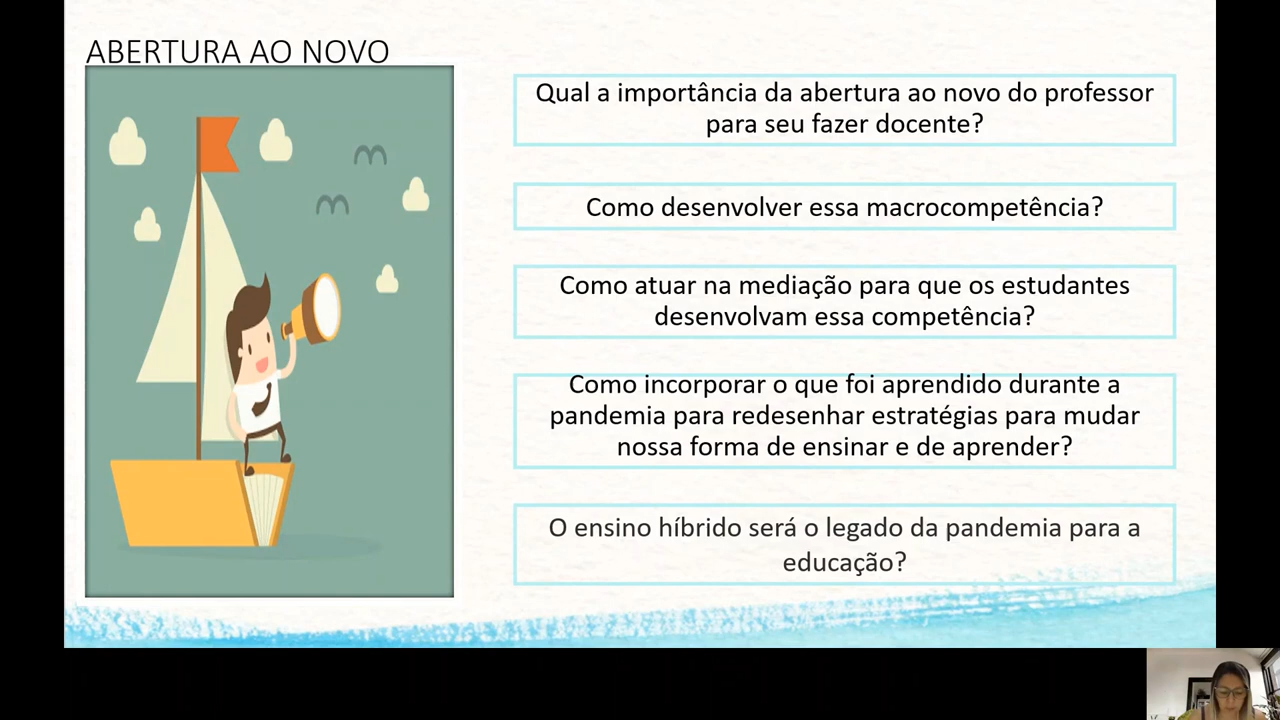 ABERTURA AO NOVO
Qual a importância da abertura ao novo do professor
para seu fazer docente?
Como desenvolver essa macrocompetência?
Como atuar na mediação para que os estudantes
desenvolvam essa competência?
Como incorporar o que foi aprendido durante a
pandemia para redesenhar estratégias para mudar
nossa forma de ensinar e de aprender?
O ensino híbrido será o legado da pandemia para a
educação?